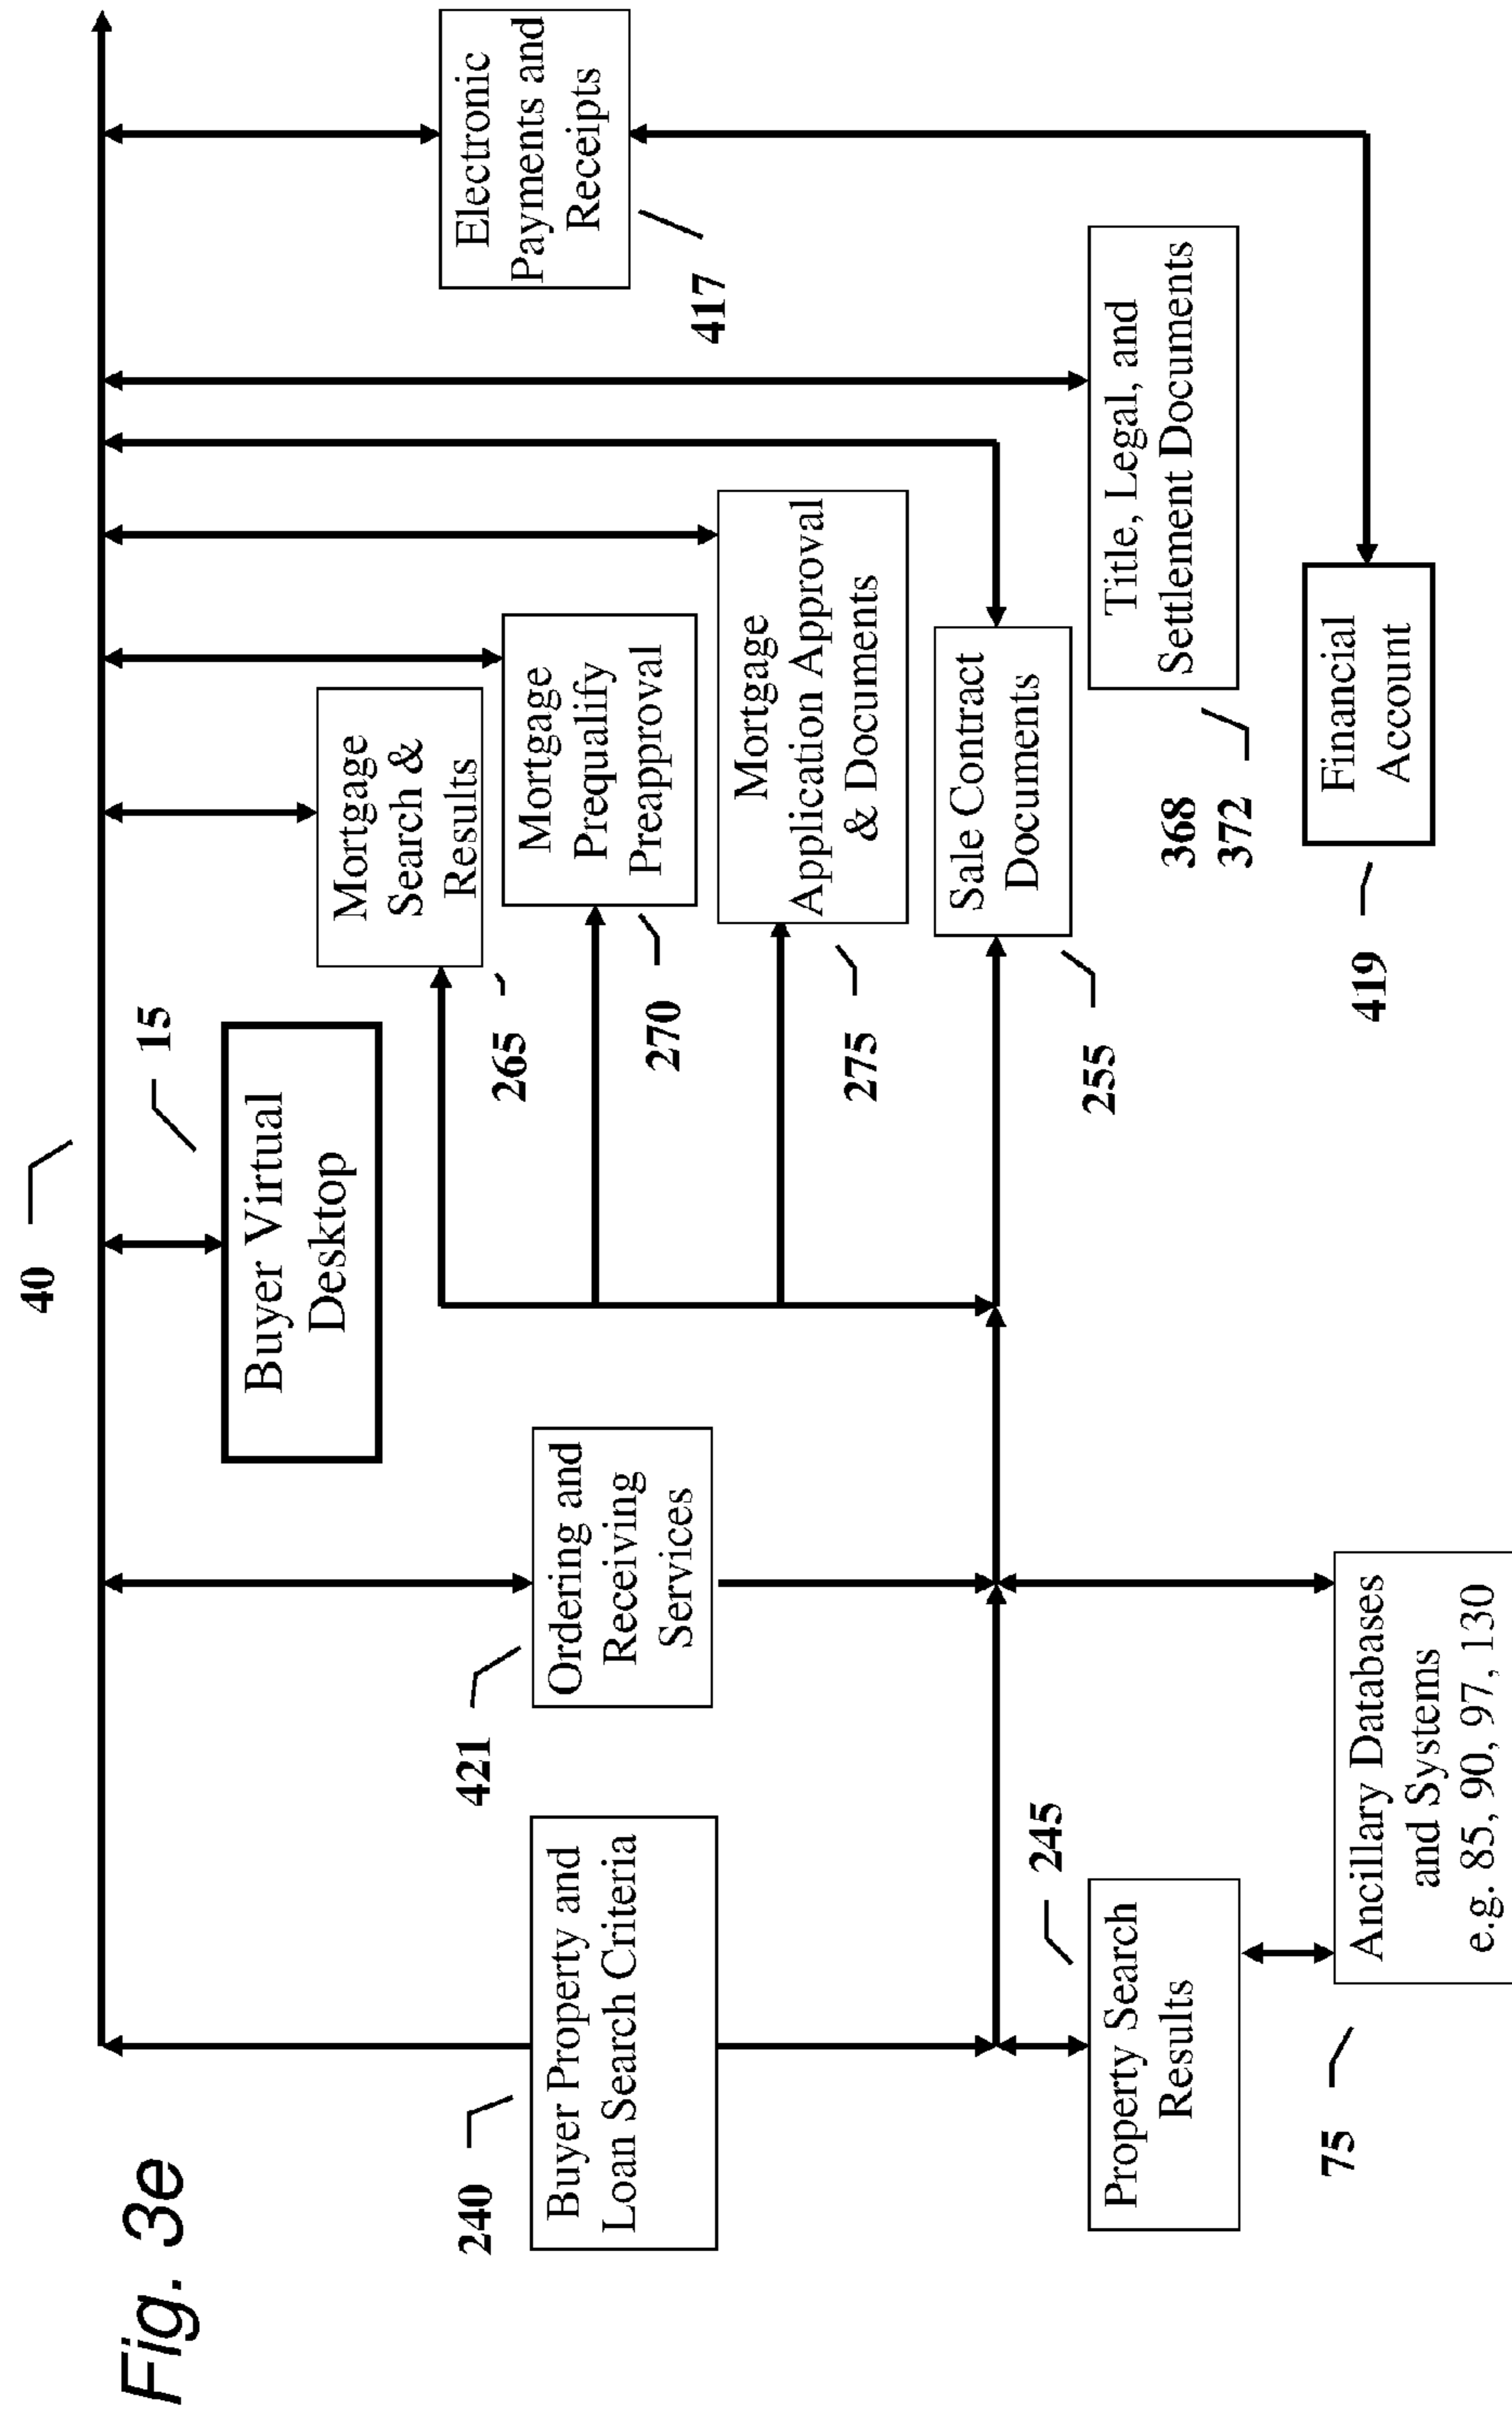 Fig. 3e
40
15
Buyer Virtual
Desktop
240
Buyer Property and
Loan Search Criteria
421
Ordering and
Receiving
Services
Mortgage
Search &
Results
265
Mortgage
Prequalify
Preapproval
270
Mortgage
Application Approval
& Documents
275
Sale Contract
Documents
255
Electronic
Payments and
Receipts
417
Title, Legal, and
Settlement Documents
368
372
Financial
Account
419
245
Property Search
Results
75
Ancillary Databases
and Systems
e.g. 85, 90, 97, 130